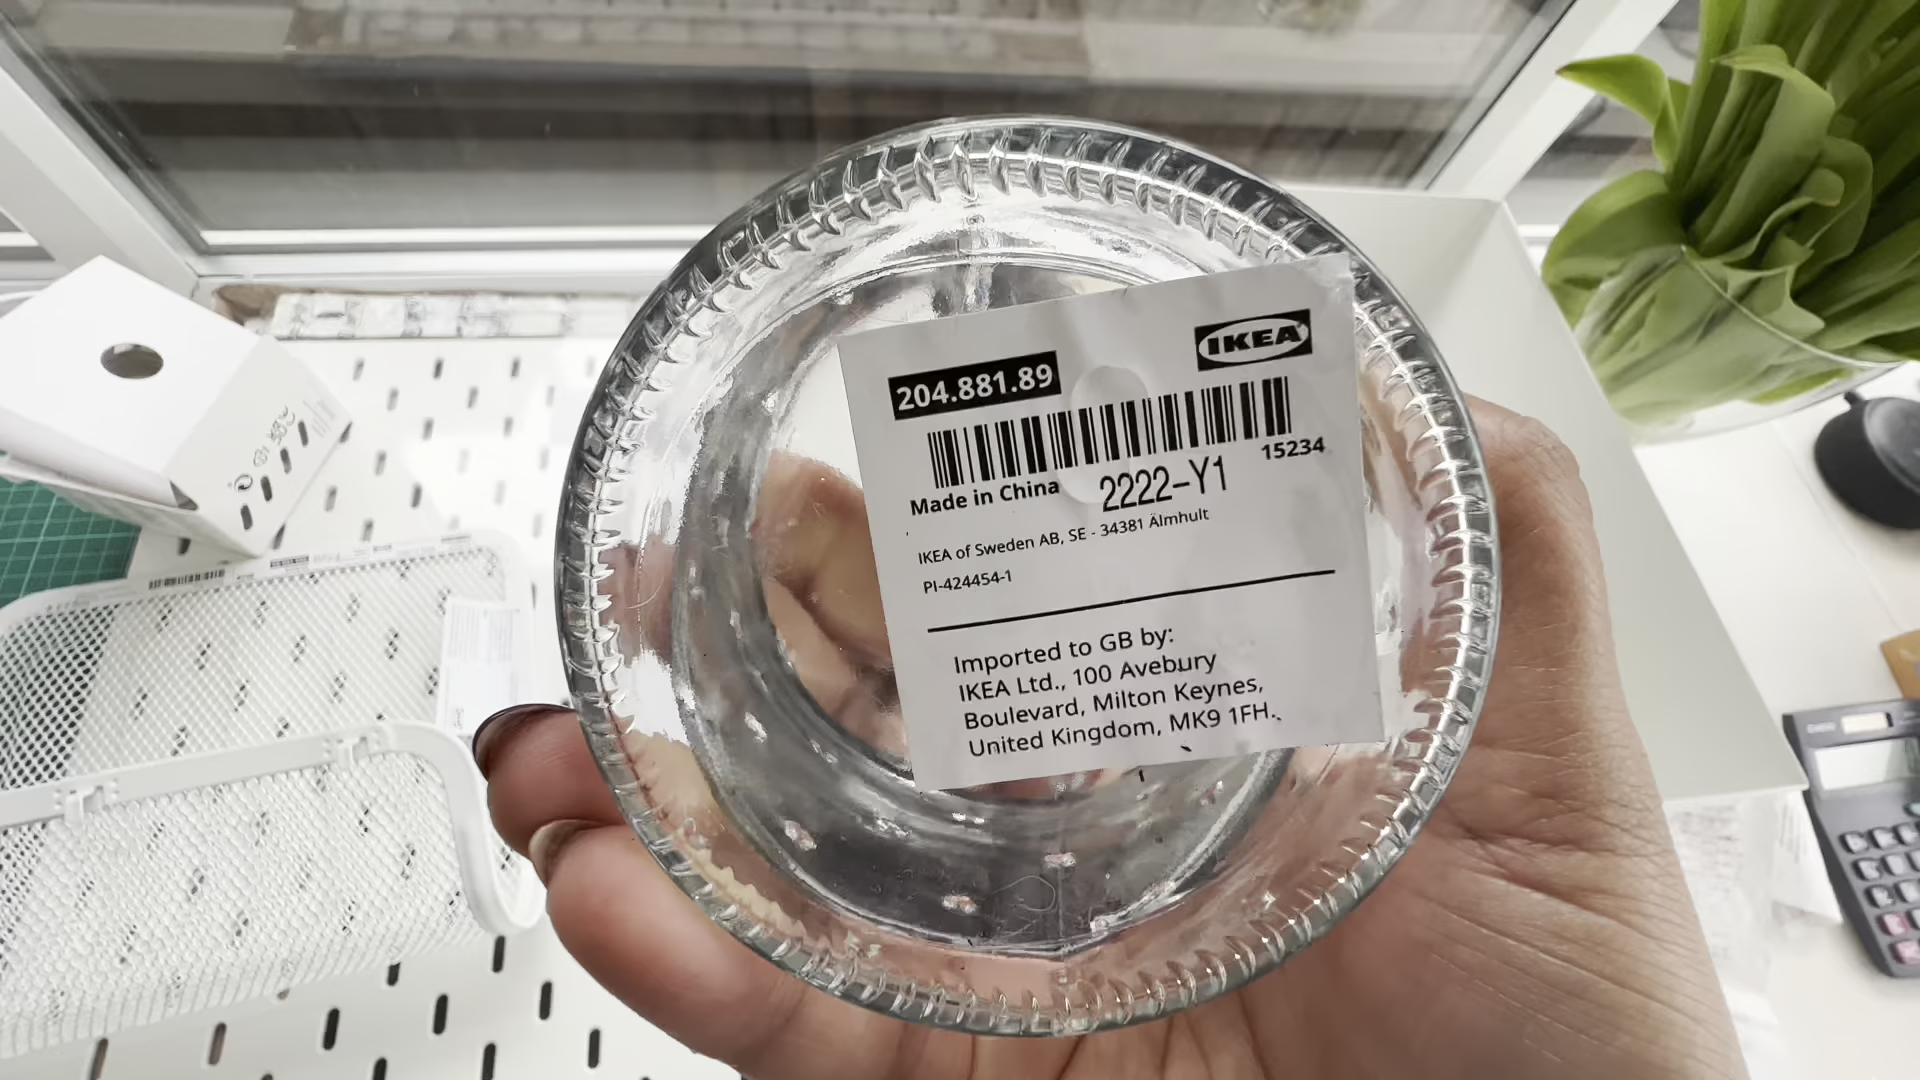 IKEA
204.881.89
15234
Made in China 2222-Y1
IKEA of Sweden AB, SE - 34381 Älmhult
PI-424454-1
Imported to GB by:
IKEA Ltd., 100 Avebury
Boulevard, Milton Keynes,
United Kingdom, MK9 1FH.